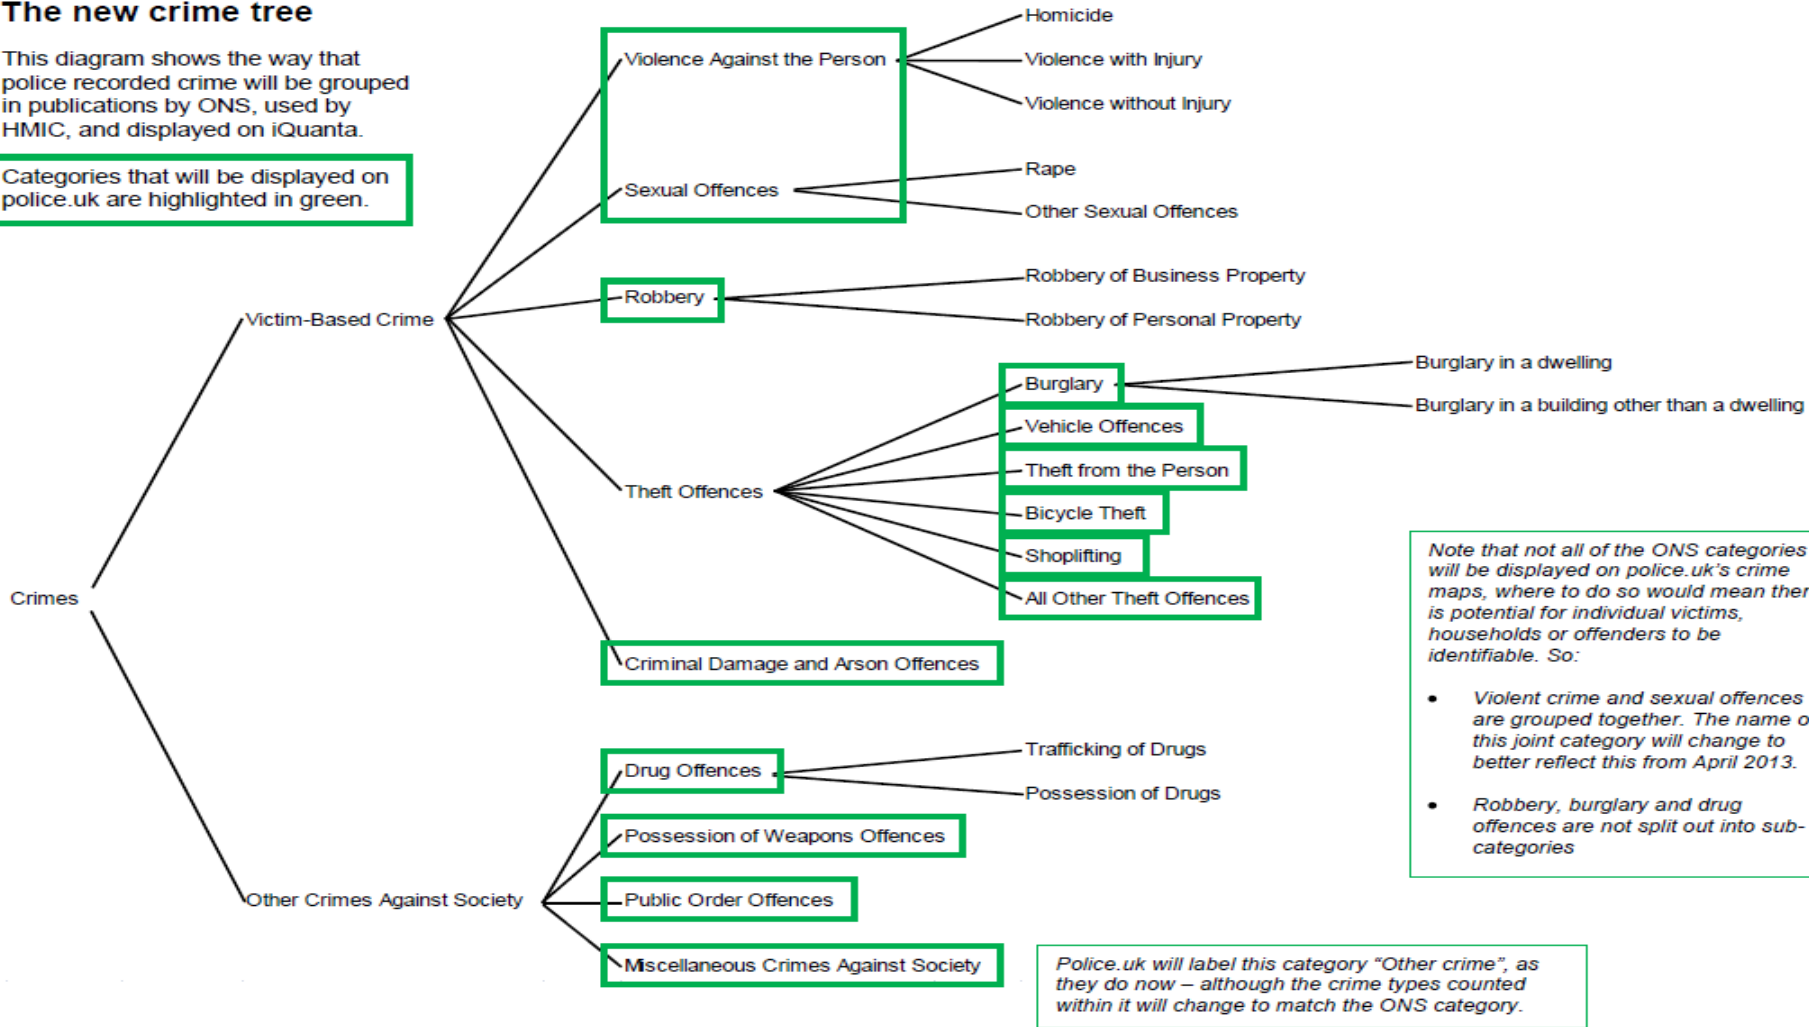 The new crime tree
This diagram shows the way that
police recorded crime will be grouped
in publications by ONS, used by
HMIC, and displayed on iQuanta.
Categories that will be displayed on
police.uk are highlighted in green.
Crimes
Victim-Based Crime
Violence Against the Person
Homicide
Violence with Injury
Violence without Injury
Sexual Offences
Rape
Other Sexual Offences
Robbery
Robbery of Business Property
Robbery of Personal Property
Theft Offences
Burglary
Burglary in a dwelling
Burglary in a building other than a dwelling
Vehicle Offences
Theft from the Person
Bicycle Theft
Shoplifting
All Other Theft Offences
Criminal Damage and Arson Offences
Other Crimes Against Society
Drug Offences
Trafficking of Drugs
Possession of Drugs
Possession of Weapons Offences
Public Order Offences
Miscellaneous Crimes Against Society
Note that not all of the ONS categories
will be displayed on police.uk's crime
maps, where to do so would mean ther
is potential for individual victims,
households or offenders to be
identifiable. So:
• Violent crime and sexual offences
are grouped together. The name o
this joint category will change to
better reflect this from April 2013.
• Robbery, burglary and drug
offences are not split out into sub-
categories
Police.uk will label this category "Other crime", as
they do now – although the crime types counted
within it will change to match the ONS category.